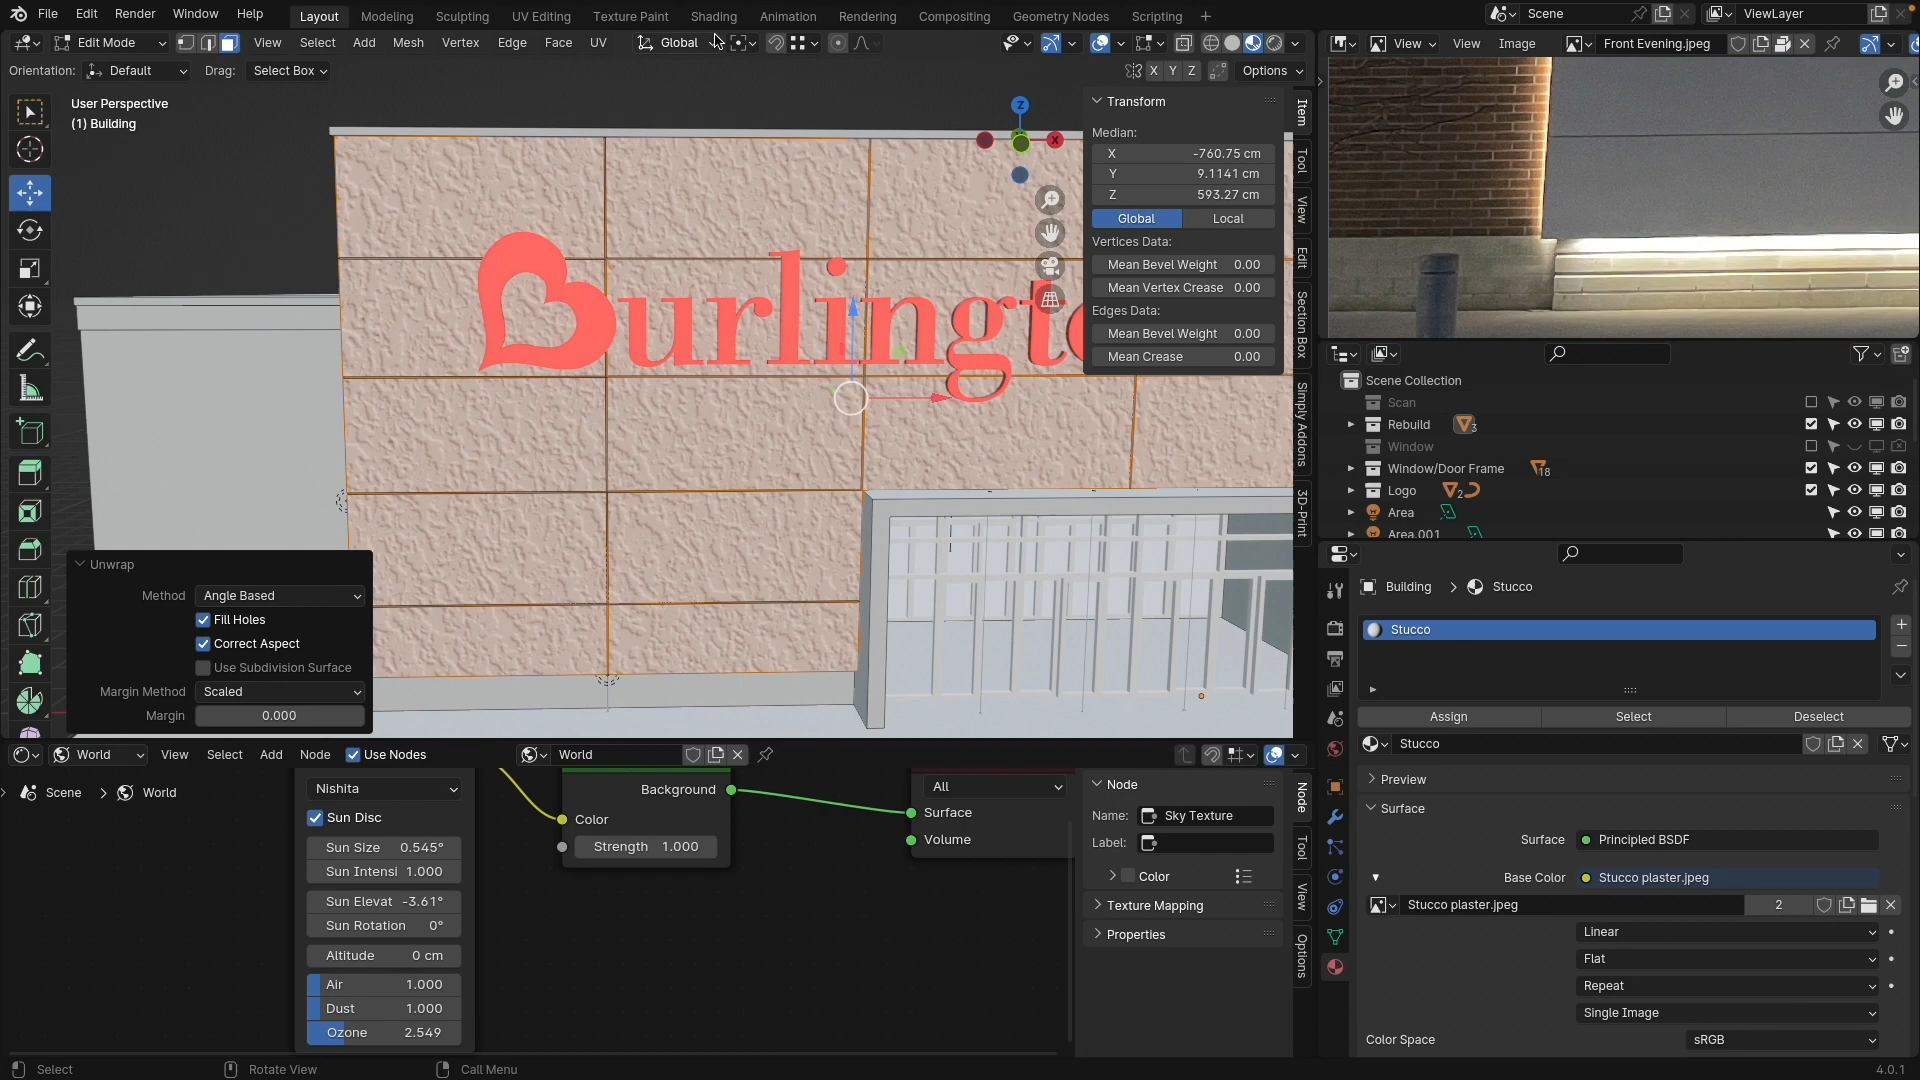 File Edit Render Window Help Layout Modeling Sculpting UV Editing Texture Paint Shading Animation Rendering Compositing Geometry Nodes Scripting + Scene ViewLayer
Edit Mode View Select Add Mesh Vertex Edge Face UV Global
View View Image Front Evening.jpeg
Orientation: Default Drag: Select Box X Y Z Options
User Perspective
(1) Building
Z
X
Burlingt
Transform
Median:
X -760.75 cm
Y 9.1141 cm
Z 593.27 cm
Global Local
Vertices Data:
Mean Bevel Weight 0.00
Mean Vertex Crease 0.00
Edges Data:
Mean Bevel Weight 0.00
Mean Crease 0.00
Item
Tool
View
Edit
Section Box
Simply Addons
3D-Print
Scene Collection
Scan
Rebuild 3
Window
Window/Door Frame 18
Logo 2
Area
Area.001
Unwrap
Method Angle Based
Fill Holes
Correct Aspect
Use Subdivision Surface
Margin Method Scaled
Margin 0.000
Building > Stucco
Stucco
Assign Select Deselect
Stucco
Preview
Surface
Surface Principled BSDF
Base Color Stucco plaster.jpeg
Stucco plaster.jpeg 2
Linear
Flat
Repeat
Single Image
Color Space sRGB
World View Select Add Node Use Nodes World
Scene > World
Nishita
Sun Disc
Sun Size 0.545°
Sun Intensi 1.000
Sun Elevat -3.61°
Sun Rotation 0°
Altitude 0 cm
Air 1.000
Dust 1.000
Ozone 2.549
Background
Color
Strength 1.000
All
Surface
Volume
Node
Name: Sky Texture
Label:
Color
Texture Mapping
Properties
Node
Tool
View
Options
Select Rotate View Call Menu 4.0.1